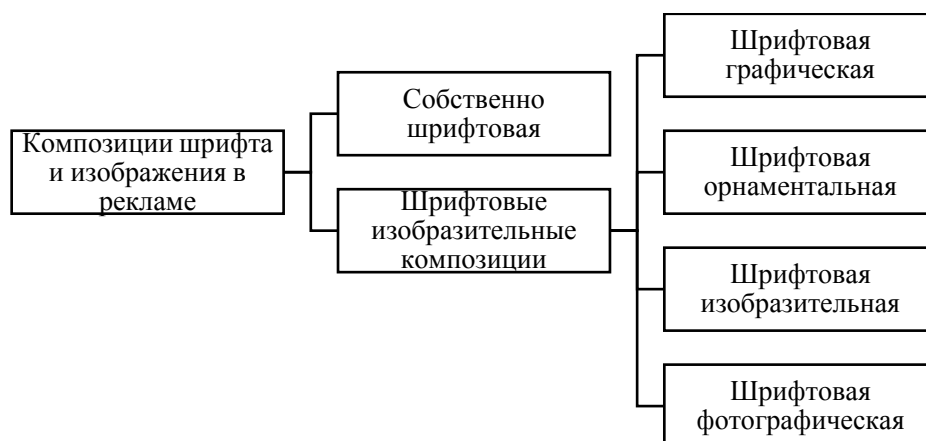 Композиции шрифта
и изображения в
рекламе
Собственно
шрифтовая
Шрифтовые
изобразительные
композиции
Шрифтовая
графическая
Шрифтовая
орнаментальная
Шрифтовая
изобразительная
Шрифтовая
фотографическая